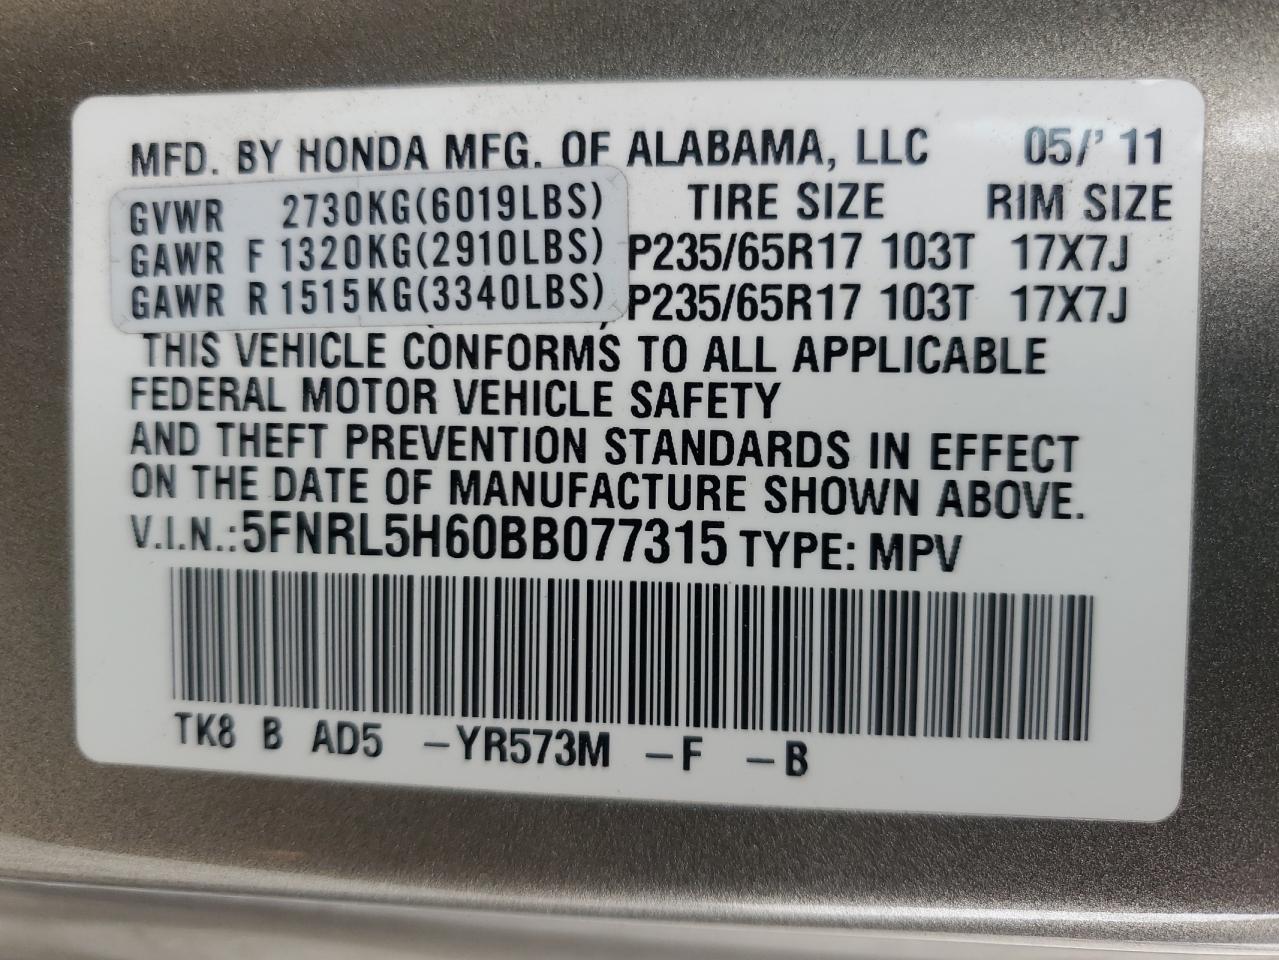 MFD. BY HONDA MFG. OF ALABAMA, LLC 05/'11
GVWR 2730KG(6019LBS) TIRE SIZE RIM SIZE
GAWR F 1320KG(2910LBS) P235/65R17 103T 17X7J
GAWR R 1515KG(3340LBS) P235/65R17 103T 17X7J
THIS VEHICLE CONFORMS TO ALL APPLICABLE
FEDERAL MOTOR VEHICLE SAFETY
AND THEFT PREVENTION STANDARDS IN EFFECT
ON THE DATE OF MANUFACTURE SHOWN ABOVE.
V.I.N.:5FNRL5H60BB077315 TYPE: MPV
TK8 B AD5 -YR573M -F -B